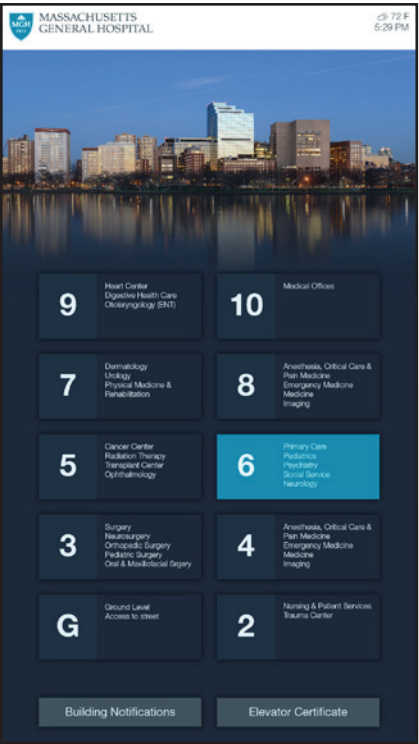 MGH
1811
MASSACHUSETTS
GENERAL HOSPITAL
72 F
5:29 PM
9
Heart Center
Digestive Health Care
Otolaryngology (ENT)
10
Medical Offices
7
Dermatology
Urology
Physical Medicine &
Rehabilitation
8
Anesthesia, Critical Care &
Pain Medicine
Emergency Medicine
Medicine
Imaging
5
Cancer Center
Radiation Therapy
Transplant Center
Ophthalmology
6
Primary Care
Pediatrics
Psychiatry
Social Service
Neurology
3
Surgery
Neurosurgery
Orthopedic Surgery
Pediatric Surgery
Oral & Maxillofacial Srgery
4
Anesthesia, Critical Care &
Pain Medicine
Emergency Medicine
Medicine
Imaging
G
Ground Level
Access to street
2
Nursing & Patient Services
Trauma Center
Building Notifications
Elevator Certificate